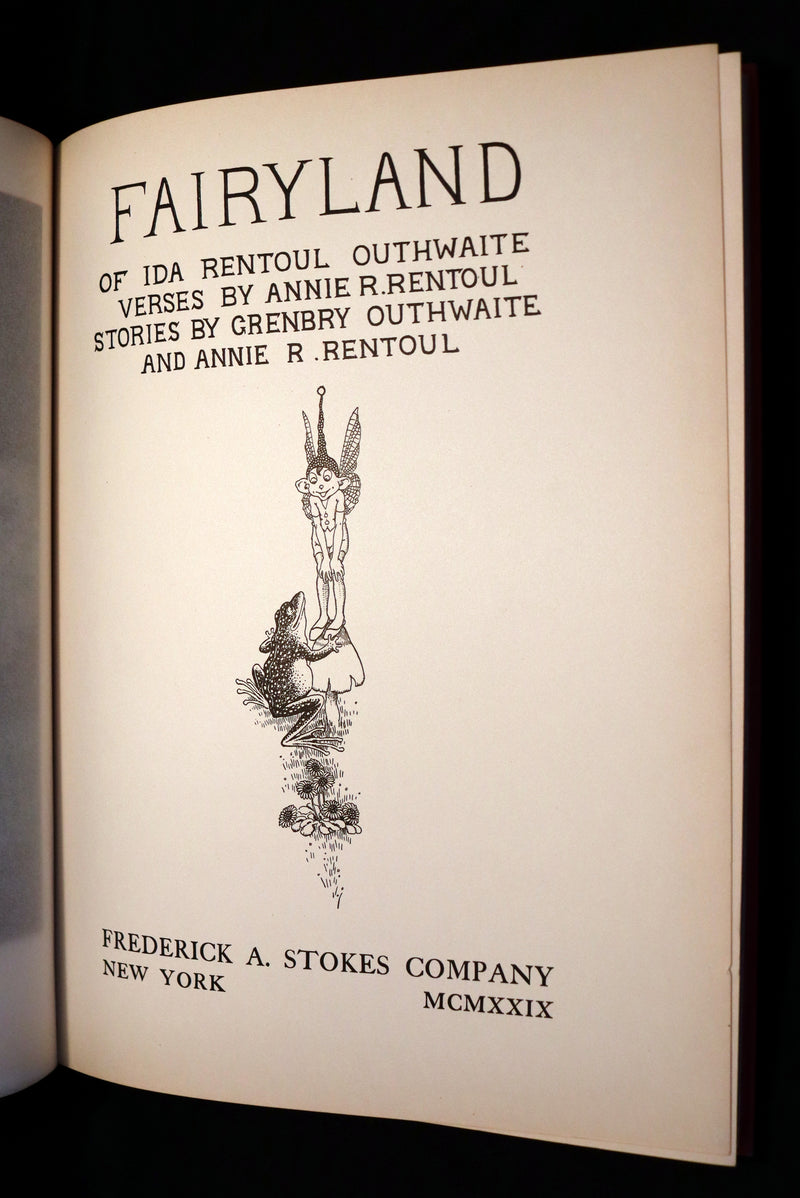 FAIRYLAND
OF IDA RENTOUL OUTHWAITE
VERSES BY ANNIE R.RENTOUL
STORIES BY GRENBRY OUTHWAITE
AND ANNIE R .RENTOUL
FREDERICK A. STOKES COMPANY
NEW YORK
MCMXXIX